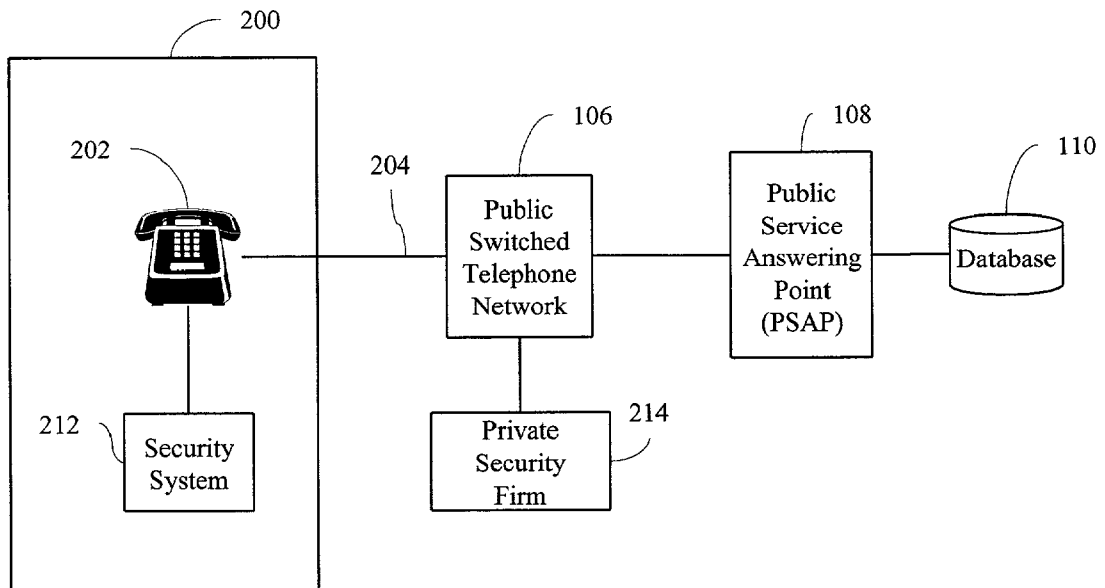 200
202
204
106
108
110
Public
Switched
Telephone
Network
Public
Service
Answering
Point
(PSAP)
Database
212
Security
System
Private
Security
Firm
214